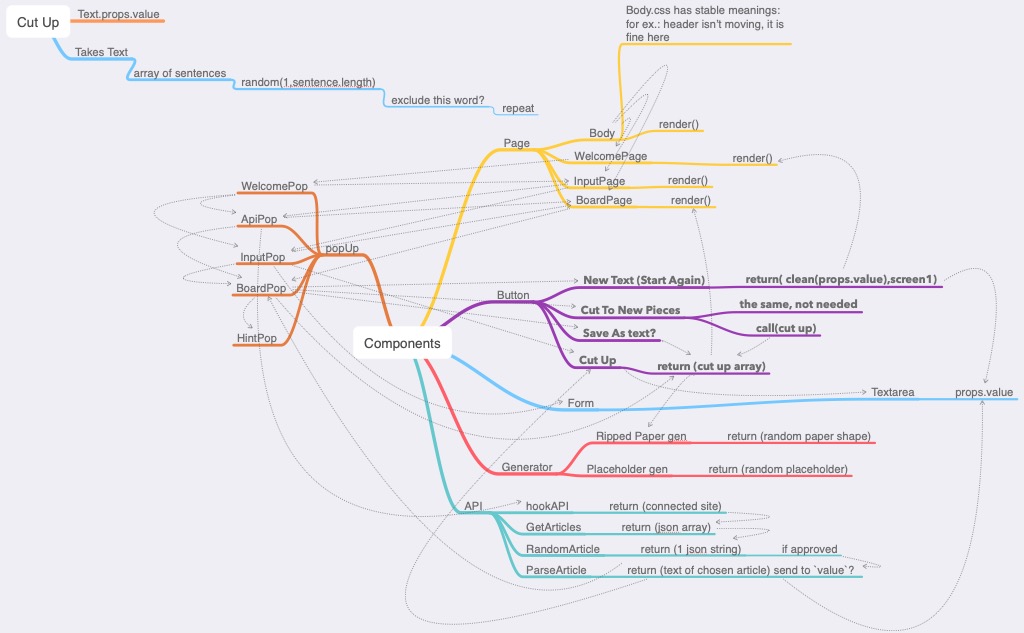 Cut Up
Text.props.value
Takes Text
array of sentences
random(1,sentence.length)
exclude this word?
repeat
Body.css has stable meanings:
for ex.: header isn't moving, it is
fine here
Page
Body
render()
WelcomePage
render()
InputPage
render()
BoardPage
render()
WelcomePop
ApiPop
InputPop
BoardPop
HintPop
popUp
Components
Button
New Text (Start Again)
return( clean(props.value),screen1)
Cut To New Pieces
the same, not needed
call(cut up)
Save As text?
Cut Up
return (cut up array)
Form
Textarea
props.value
Generator
Ripped Paper gen
return (random paper shape)
Placeholder gen
return (random placeholder)
API
hookAPI
return (connected site)
GetArticles
return (json array)
RandomArticle
return (1 json string)
if approved
ParseArticle
return (text of chosen article) send to `value`?